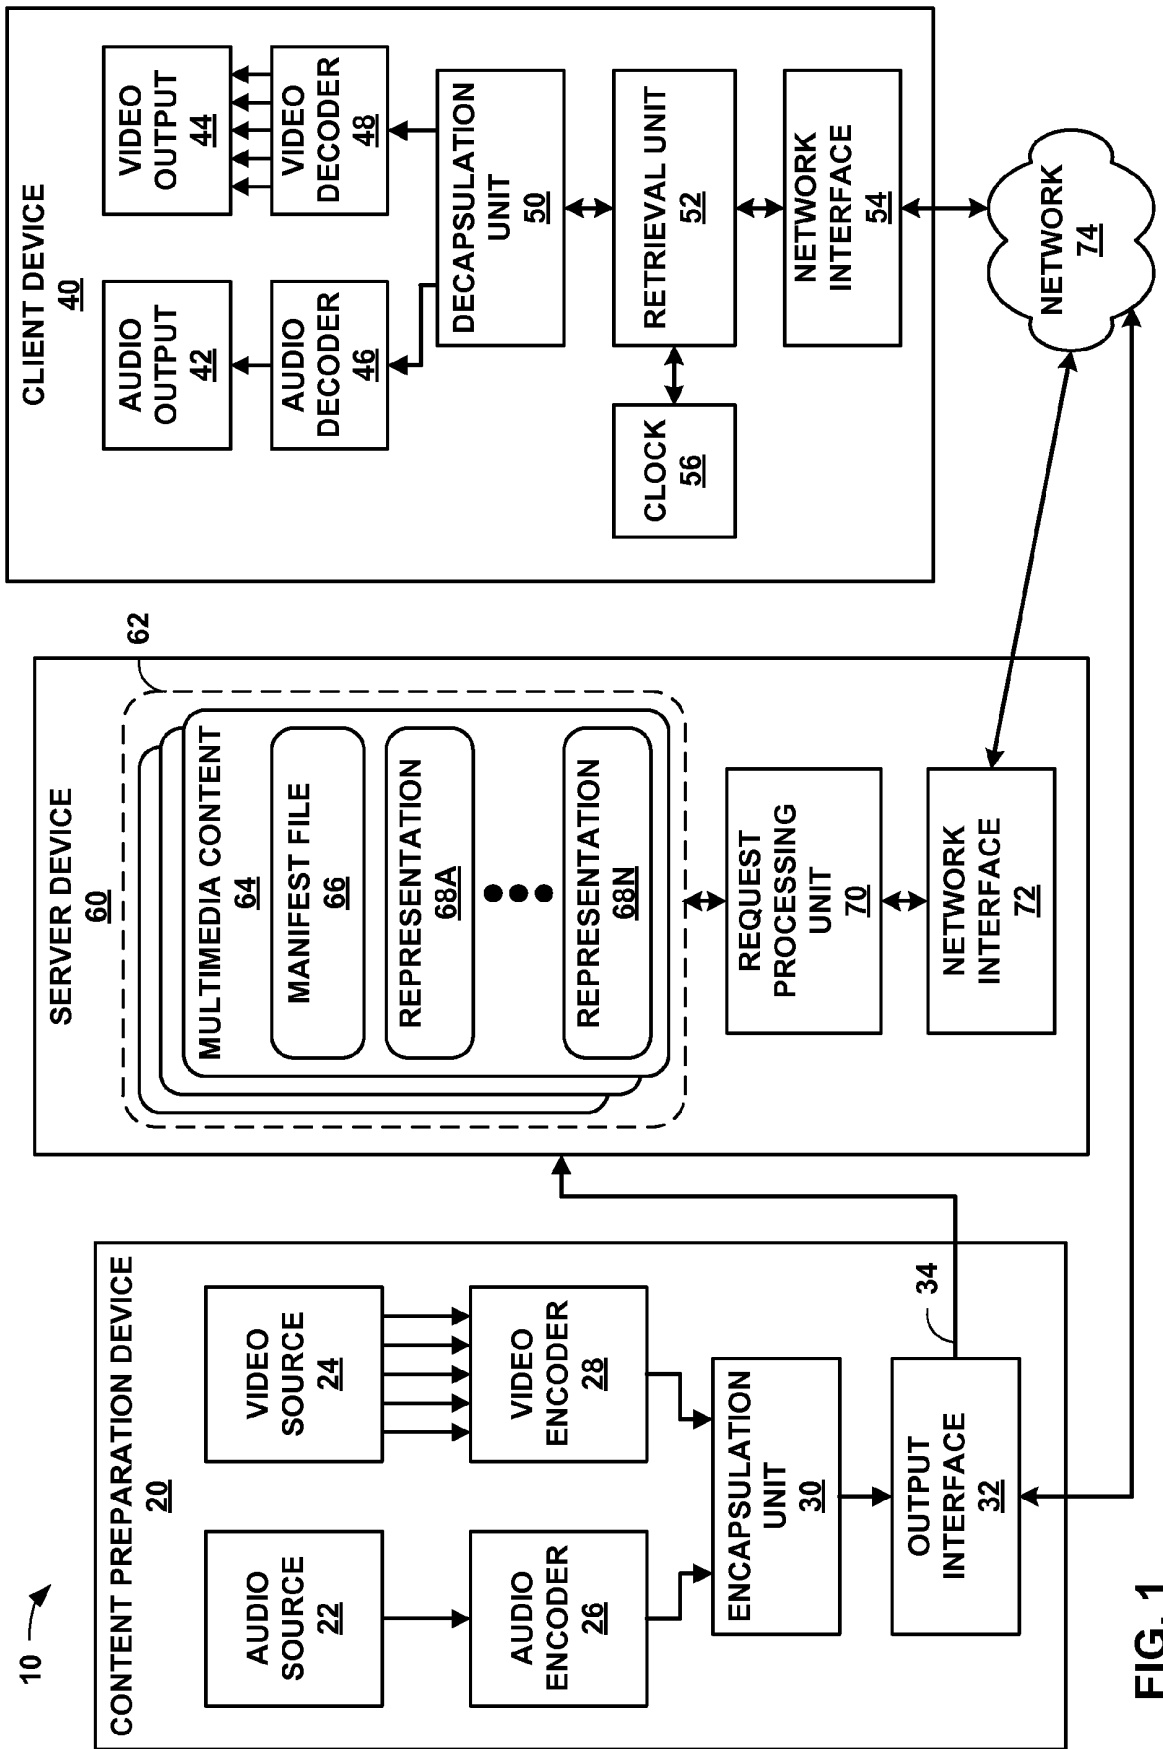 10
CONTENT PREPARATION DEVICE
20
AUDIO
SOURCE
22
VIDEO
SOURCE
24
AUDIO
ENCODER
26
VIDEO
ENCODER
28
ENCAPSULATION
UNIT
30
OUTPUT
INTERFACE
32
34
SERVER DEVICE
60
62
MULTIMEDIA CONTENT
64
MANIFEST FILE
66
REPRESENTATION
68A
REPRESENTATION
68N
REQUEST
PROCESSING
UNIT
70
NETWORK
INTERFACE
72
CLIENT DEVICE
40
AUDIO
OUTPUT
42
VIDEO
OUTPUT
44
AUDIO
DECODER
46
VIDEO
DECODER
48
DECAPSULATION
UNIT
50
CLOCK
56
RETRIEVAL UNIT
52
NETWORK
INTERFACE
54
NETWORK
74
FIG. 1